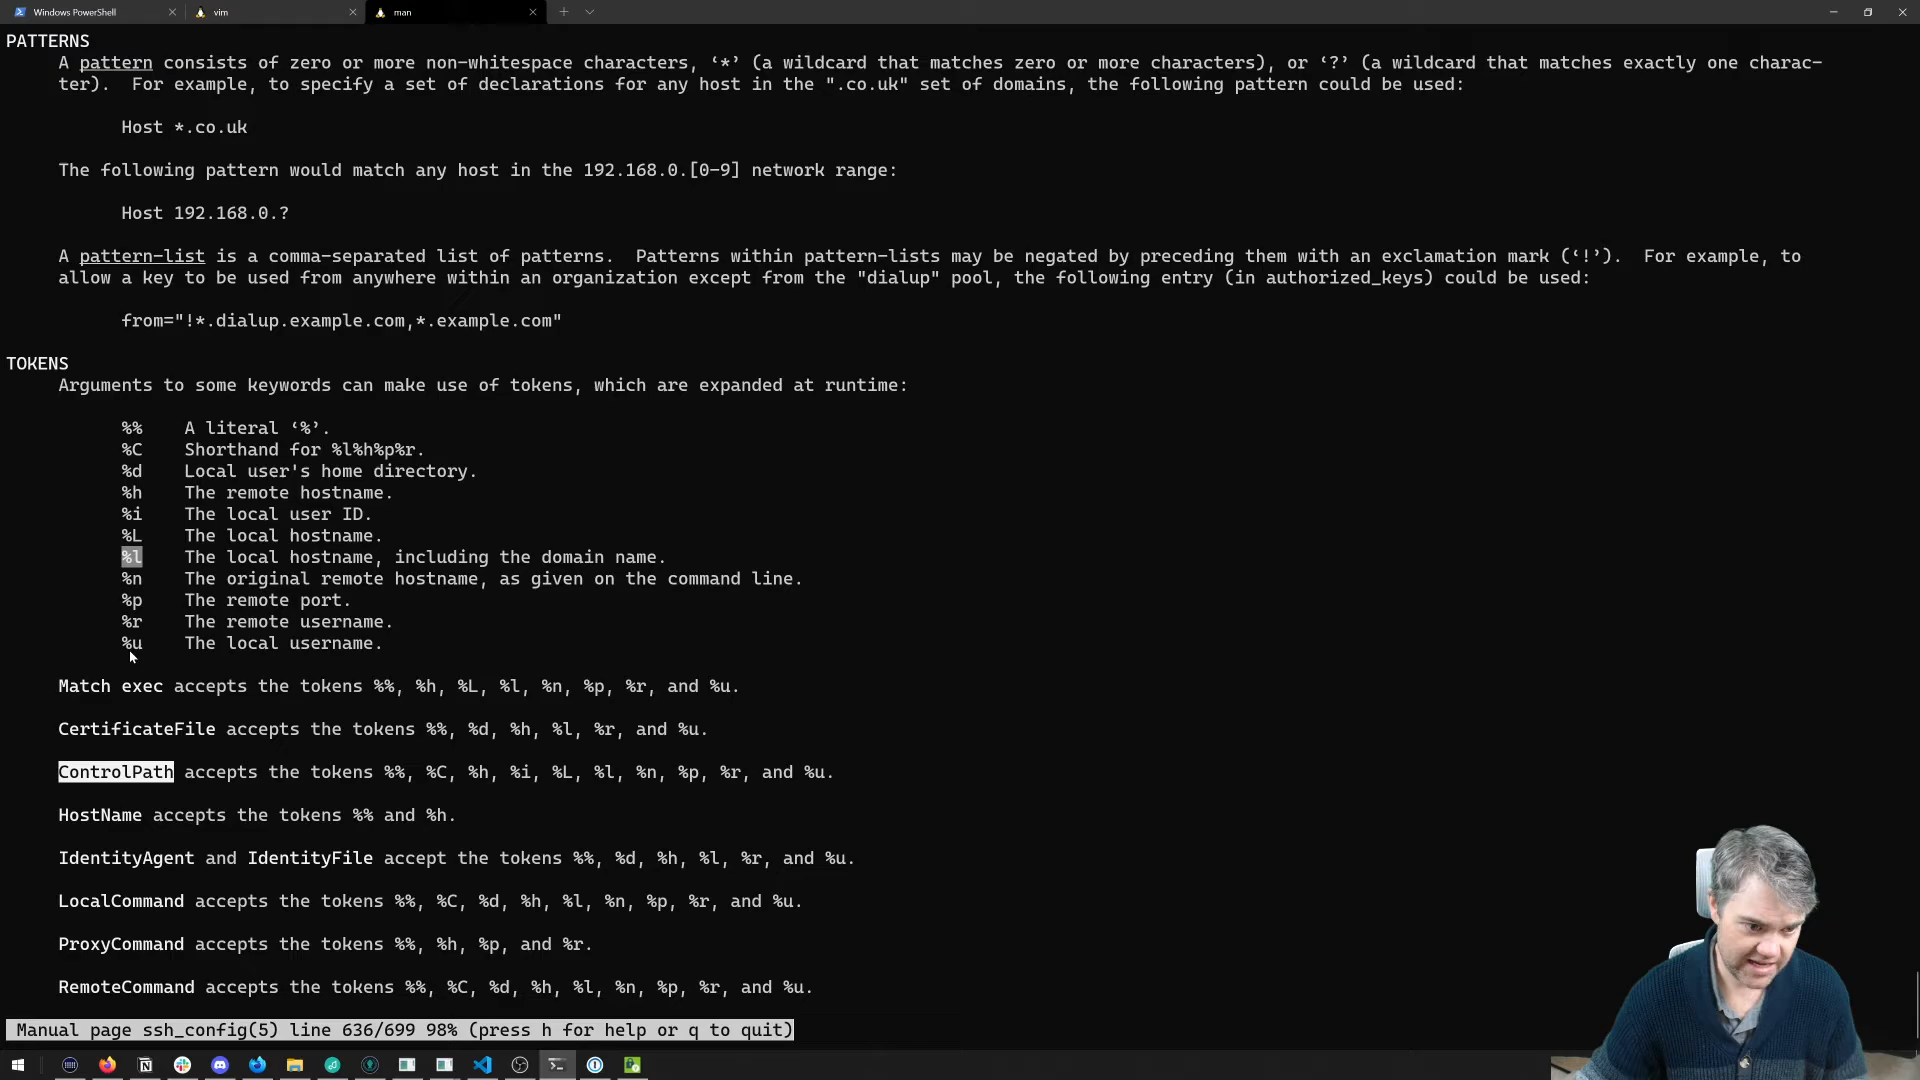 Windows PowerShell
vim
man
PATTERNS
A pattern consists of zero or more non-whitespace characters, ‘*’ (a wildcard that matches zero or more characters), or ‘?’ (a wildcard that matches exactly one charac-
ter). For example, to specify a set of declarations for any host in the ".co.uk" set of domains, the following pattern could be used:
Host *.co.uk
The following pattern would match any host in the 192.168.0.[0-9] network range:
Host 192.168.0.?
A pattern-list is a comma-separated list of patterns. Patterns within pattern-lists may be negated by preceding them with an exclamation mark (‘!’). For example, to
allow a key to be used from anywhere within an organization except from the "dialup" pool, the following entry (in authorized_keys) could be used:
from="!*.dialup.example.com,*.example.com"
TOKENS
Arguments to some keywords can make use of tokens, which are expanded at runtime:
%% A literal ‘%’.
%C Shorthand for %l%h%p%r.
%d Local user's home directory.
%h The remote hostname.
%i The local user ID.
%L The local hostname.
%l The local hostname, including the domain name.
%n The original remote hostname, as given on the command line.
%p The remote port.
%r The remote username.
%u The local username.
Match exec accepts the tokens %%, %h, %L, %l, %n, %p, %r, and %u.
CertificateFile accepts the tokens %%, %d, %h, %l, %r, and %u.
ControlPath accepts the tokens %%, %C, %h, %i, %L, %l, %n, %p, %r, and %u.
HostName accepts the tokens %% and %h.
IdentityAgent and IdentityFile accept the tokens %%, %d, %h, %l, %r, and %u.
LocalCommand accepts the tokens %%, %C, %d, %h, %l, %n, %p, %r, and %u.
ProxyCommand accepts the tokens %%, %h, %p, and %r.
RemoteCommand accepts the tokens %%, %C, %d, %h, %l, %n, %p, %r, and %u.
Manual page ssh_config(5) line 636/699 98% (press h for help or q to quit)